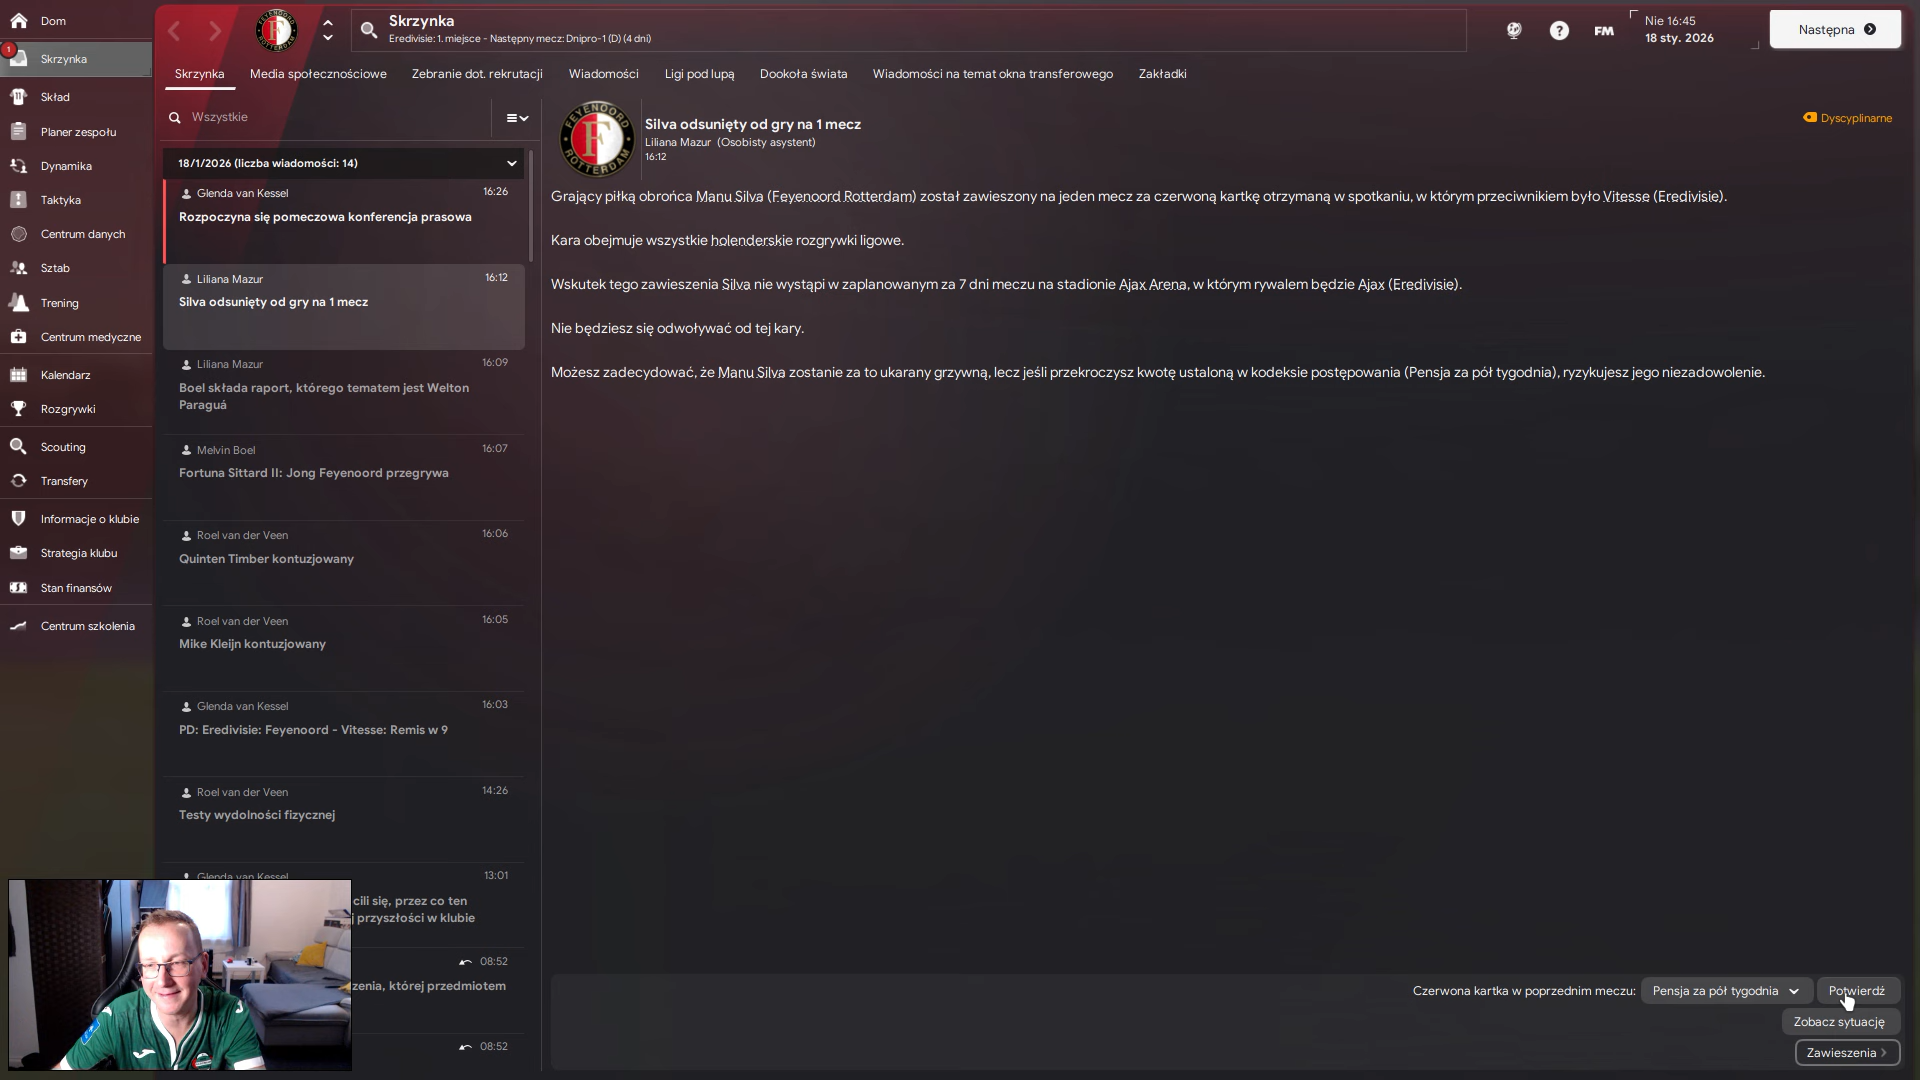 Dom
1
Skrzynka
Skład
Planer zespołu
Dynamika
Taktyka
Centrum danych
Sztab
Trening
Centrum medyczne
Kalendarz
Rozgrywki
Scouting
Transfery
Informacje o klubie
Strategia klubu
Stan finansów
Centrum szkolenia
Skrzynka
Eredivisie: 1. miejsce - Następny mecz: Dnipro-1 (D) (4 dni)
FM
Nie 16:45
18 sty. 2026
Następna
Skrzynka
Media społecznościowe
Zebranie dot. rekrutacji
Wiadomości
Ligi pod lupą
Dookoła świata
Wiadomości na temat okna transferowego
Zakładki
Wszystkie
18/1/2026 (liczba wiadomości: 14)
Glenda van Kessel 16:26
Rozpoczyna się pomeczowa konferencja prasowa
Liliana Mazur 16:12
Silva odsunięty od gry na 1 mecz
Liliana Mazur 16:09
Boel składa raport, którego tematem jest Welton
Paraguá
Melvin Boel 16:07
Fortuna Sittard II: Jong Feyenoord przegrywa
Roel van der Veen 16:06
Quinten Timber kontuzjowany
Roel van der Veen 16:05
Mike Kleijn kontuzjowany
Glenda van Kessel 16:03
PD: Eredivisie: Feyenoord - Vitesse: Remis w 9
Roel van der Veen 14:26
Testy wydolności fizycznej
Glenda van Kessel 13:01
cili się, przez co ten
j przyszłości w klubie
08:52
zenia, której przedmiotem
08:52
FEYENOORD
ROTTERDAM
Silva odsunięty od gry na 1 mecz
Liliana Mazur (Osobisty asystent)
16:12
Dyscyplinarne
Grający piłką obrońca Manu Silva (Feyenoord Rotterdam) został zawieszony na jeden mecz za czerwoną kartkę otrzymaną w spotkaniu, w którym przeciwnikiem było Vitesse (Eredivisie).
Kara obejmuje wszystkie holenderskie rozgrywki ligowe.
Wskutek tego zawieszenia Silva nie wystąpi w zaplanowanym za 7 dni meczu na stadionie Ajax Arena, w którym rywalem będzie Ajax (Eredivisie).
Nie będziesz się odwoływać od tej kary.
Możesz zadecydować, że Manu Silva zostanie za to ukarany grzywną, lecz jeśli przekroczysz kwotę ustaloną w kodeksie postępowania (Pensja za pół tygodnia), ryzykujesz jego niezadowolenie.
Czerwona kartka w poprzednim meczu: Pensja za pół tygodnia Potwierdź
Zobacz sytuację
Zawieszenia